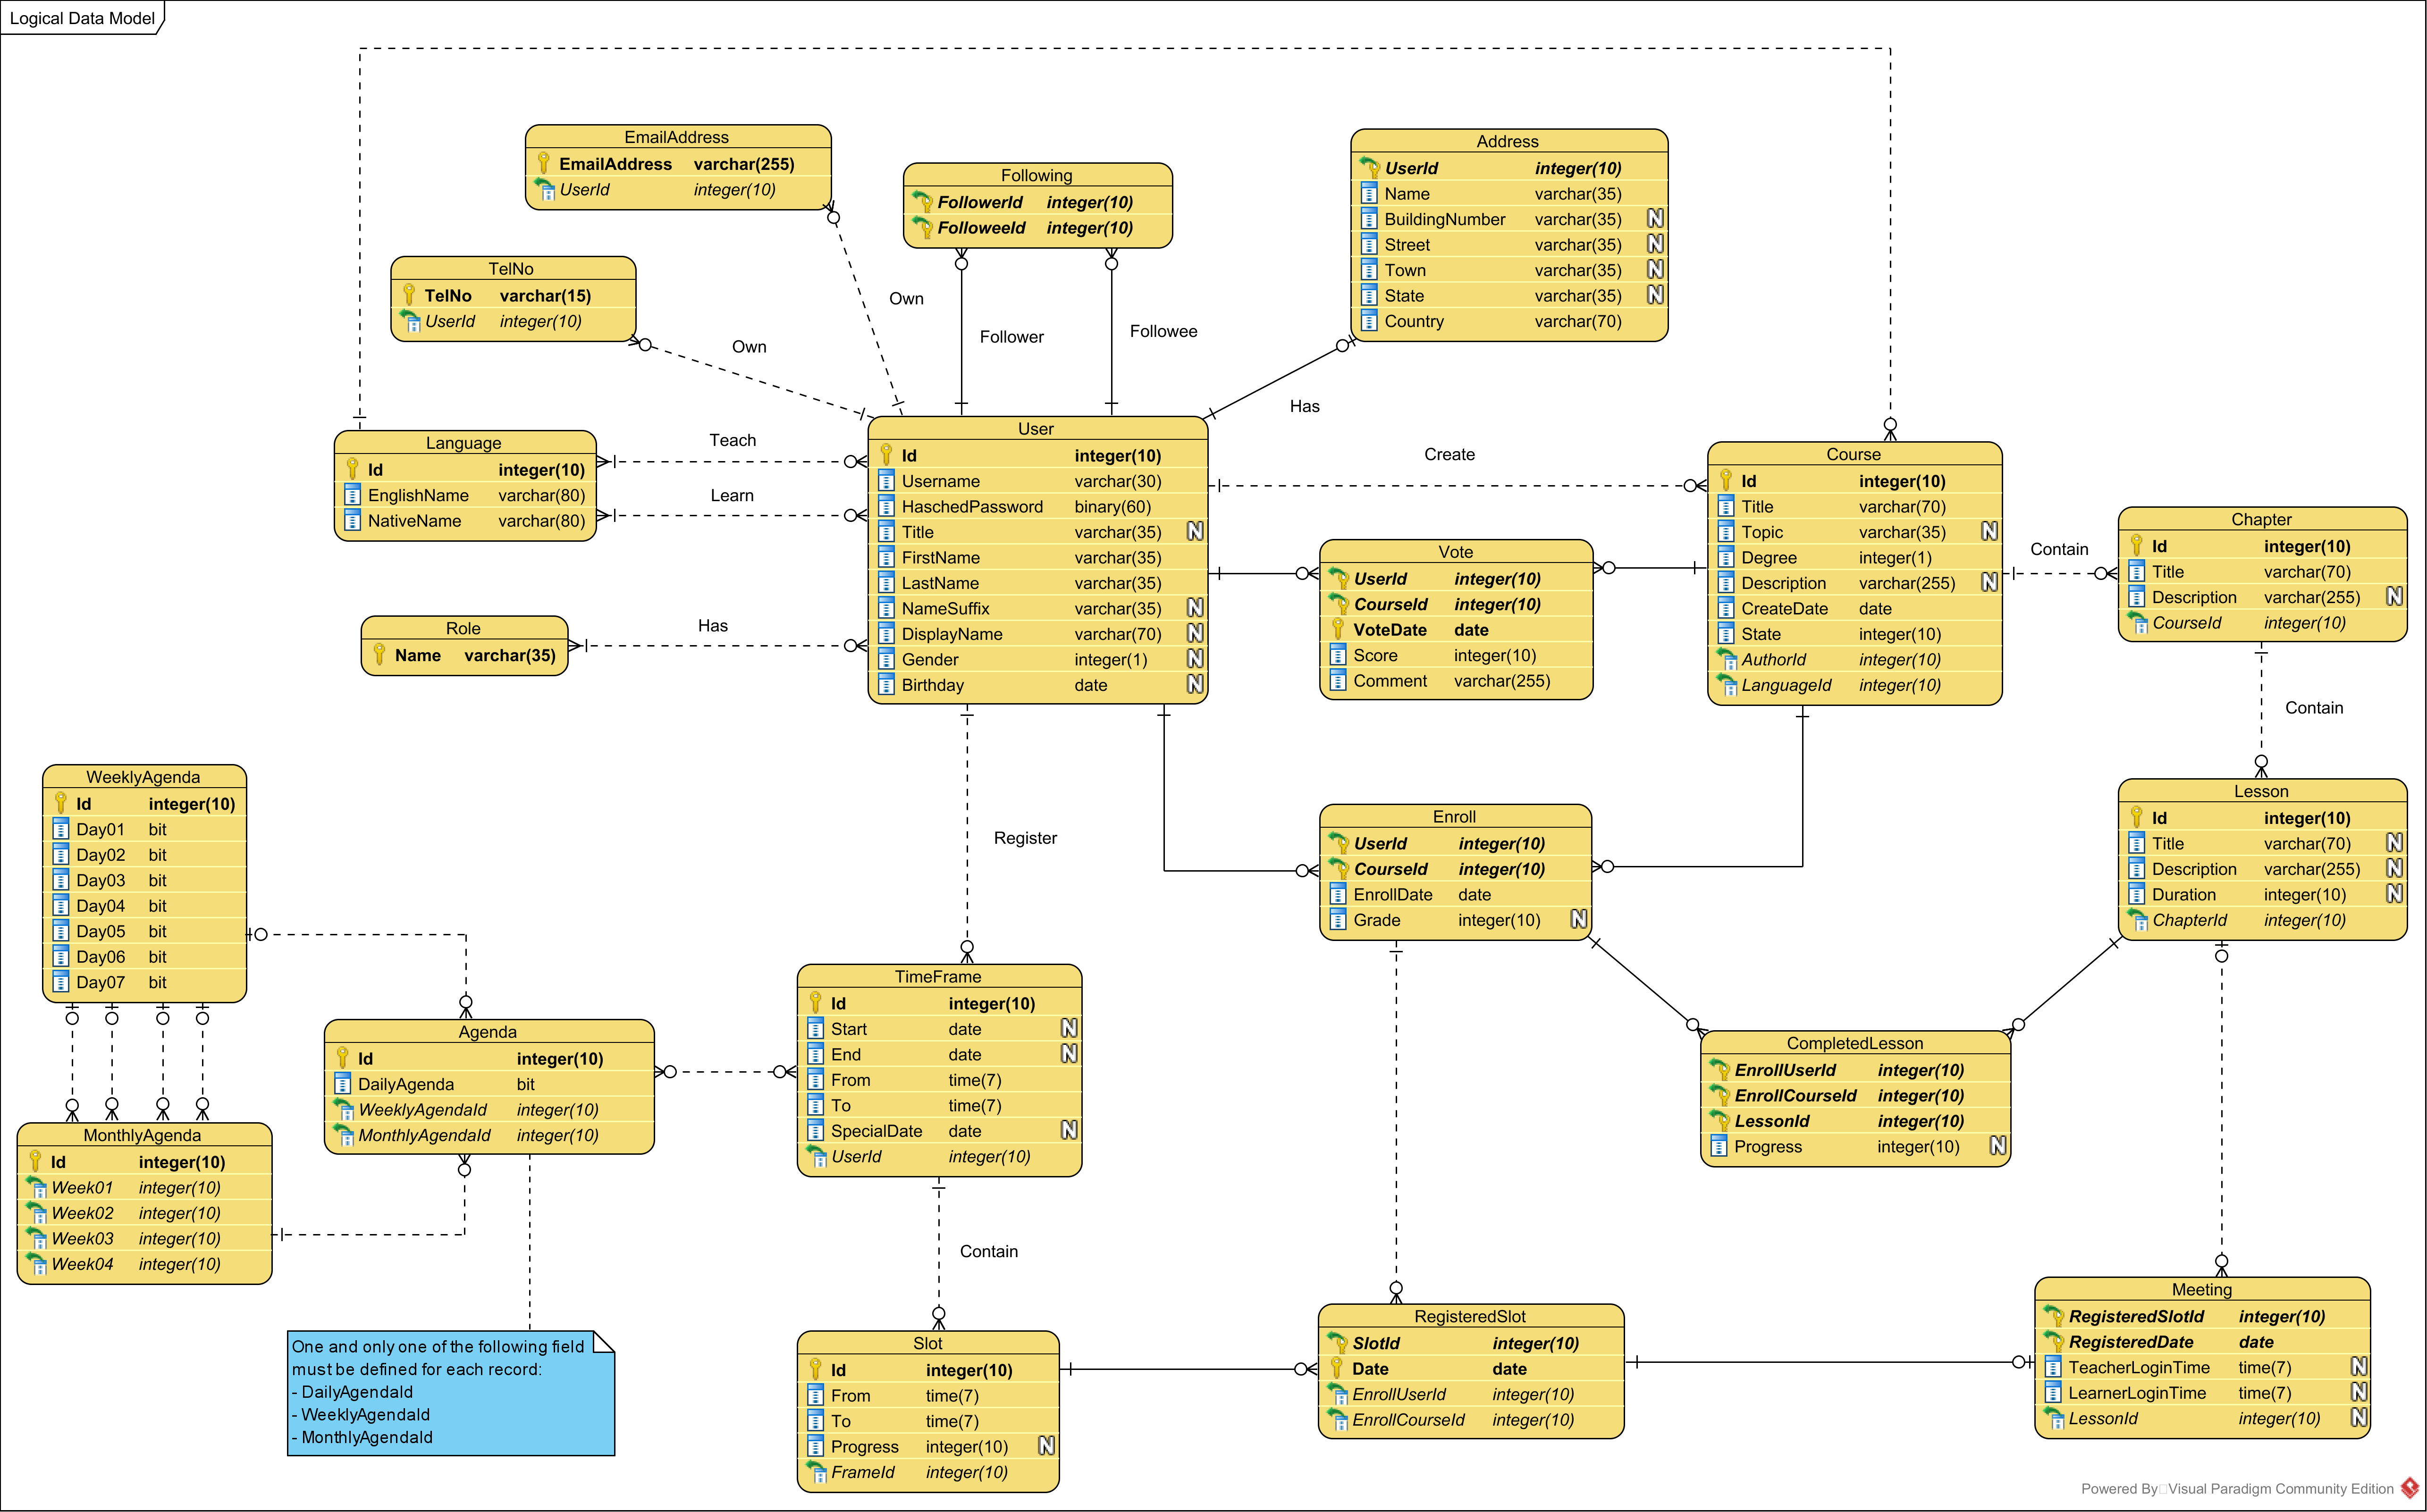 Logical Data Model
EmailAddress
EmailAddress varchar(255)
UserId integer(10)
Following
FollowerId integer(10)
FolloweeId integer(10)
Address
UserId integer(10)
Name varchar(35)
BuildingNumber varchar(35) N
Street varchar(35) N
Town varchar(35) N
State varchar(35) N
Country varchar(70)
TelNo
TelNo varchar(15)
UserId integer(10)
Own
Own
Follower
Followee
Has
Language
Id integer(10)
EnglishName varchar(80)
NativeName varchar(80)
Teach
Learn
User
Id integer(10)
Username varchar(30)
HaschedPassword binary(60)
Title varchar(35) N
FirstName varchar(35)
LastName varchar(35)
NameSuffix varchar(35) N
DisplayName varchar(70) N
Gender integer(1) N
Birthday date N
Create
Course
Id integer(10)
Title varchar(70)
Topic varchar(35) N
Degree integer(1)
Description varchar(255) N
CreateDate date
State integer(10)
AuthorId integer(10)
LanguageId integer(10)
Contain
Chapter
Id integer(10)
Title varchar(70)
Description varchar(255) N
CourseId integer(10)
Vote
UserId integer(10)
CourseId integer(10)
VoteDate date
Score integer(10)
Comment varchar(255)
Role
Name varchar(35)
Has
Contain
WeeklyAgenda
Id integer(10)
Day01 bit
Day02 bit
Day03 bit
Day04 bit
Day05 bit
Day06 bit
Day07 bit
Register
Enroll
UserId integer(10)
CourseId integer(10)
EnrollDate date
Grade integer(10) N
Lesson
Id integer(10)
Title varchar(70) N
Description varchar(255) N
Duration integer(10) N
ChapterId integer(10)
Agenda
Id integer(10)
DailyAgenda bit
WeeklyAgendaId integer(10)
MonthlyAgendaId integer(10)
TimeFrame
Id integer(10)
Start date N
End date N
From time(7)
To time(7)
SpecialDate date N
UserId integer(10)
CompletedLesson
EnrollUserId integer(10)
EnrollCourseId integer(10)
LessonId integer(10)
Progress integer(10) N
MonthlyAgenda
Id integer(10)
Week01 integer(10)
Week02 integer(10)
Week03 integer(10)
Week04 integer(10)
Contain
One and only one of the following field
must be defined for each record:
- DailyAgendaId
- WeeklyAgendaId
- MonthlyAgendaId
Slot
Id integer(10)
From time(7)
To time(7)
Progress integer(10) N
FrameId integer(10)
RegisteredSlot
SlotId integer(10)
Date date
EnrollUserId integer(10)
EnrollCourseId integer(10)
Meeting
RegisteredSlotId integer(10)
RegisteredDate date
TeacherLoginTime time(7) N
LearnerLoginTime time(7) N
LessonId integer(10) N
Powered By Visual Paradigm Community Edition